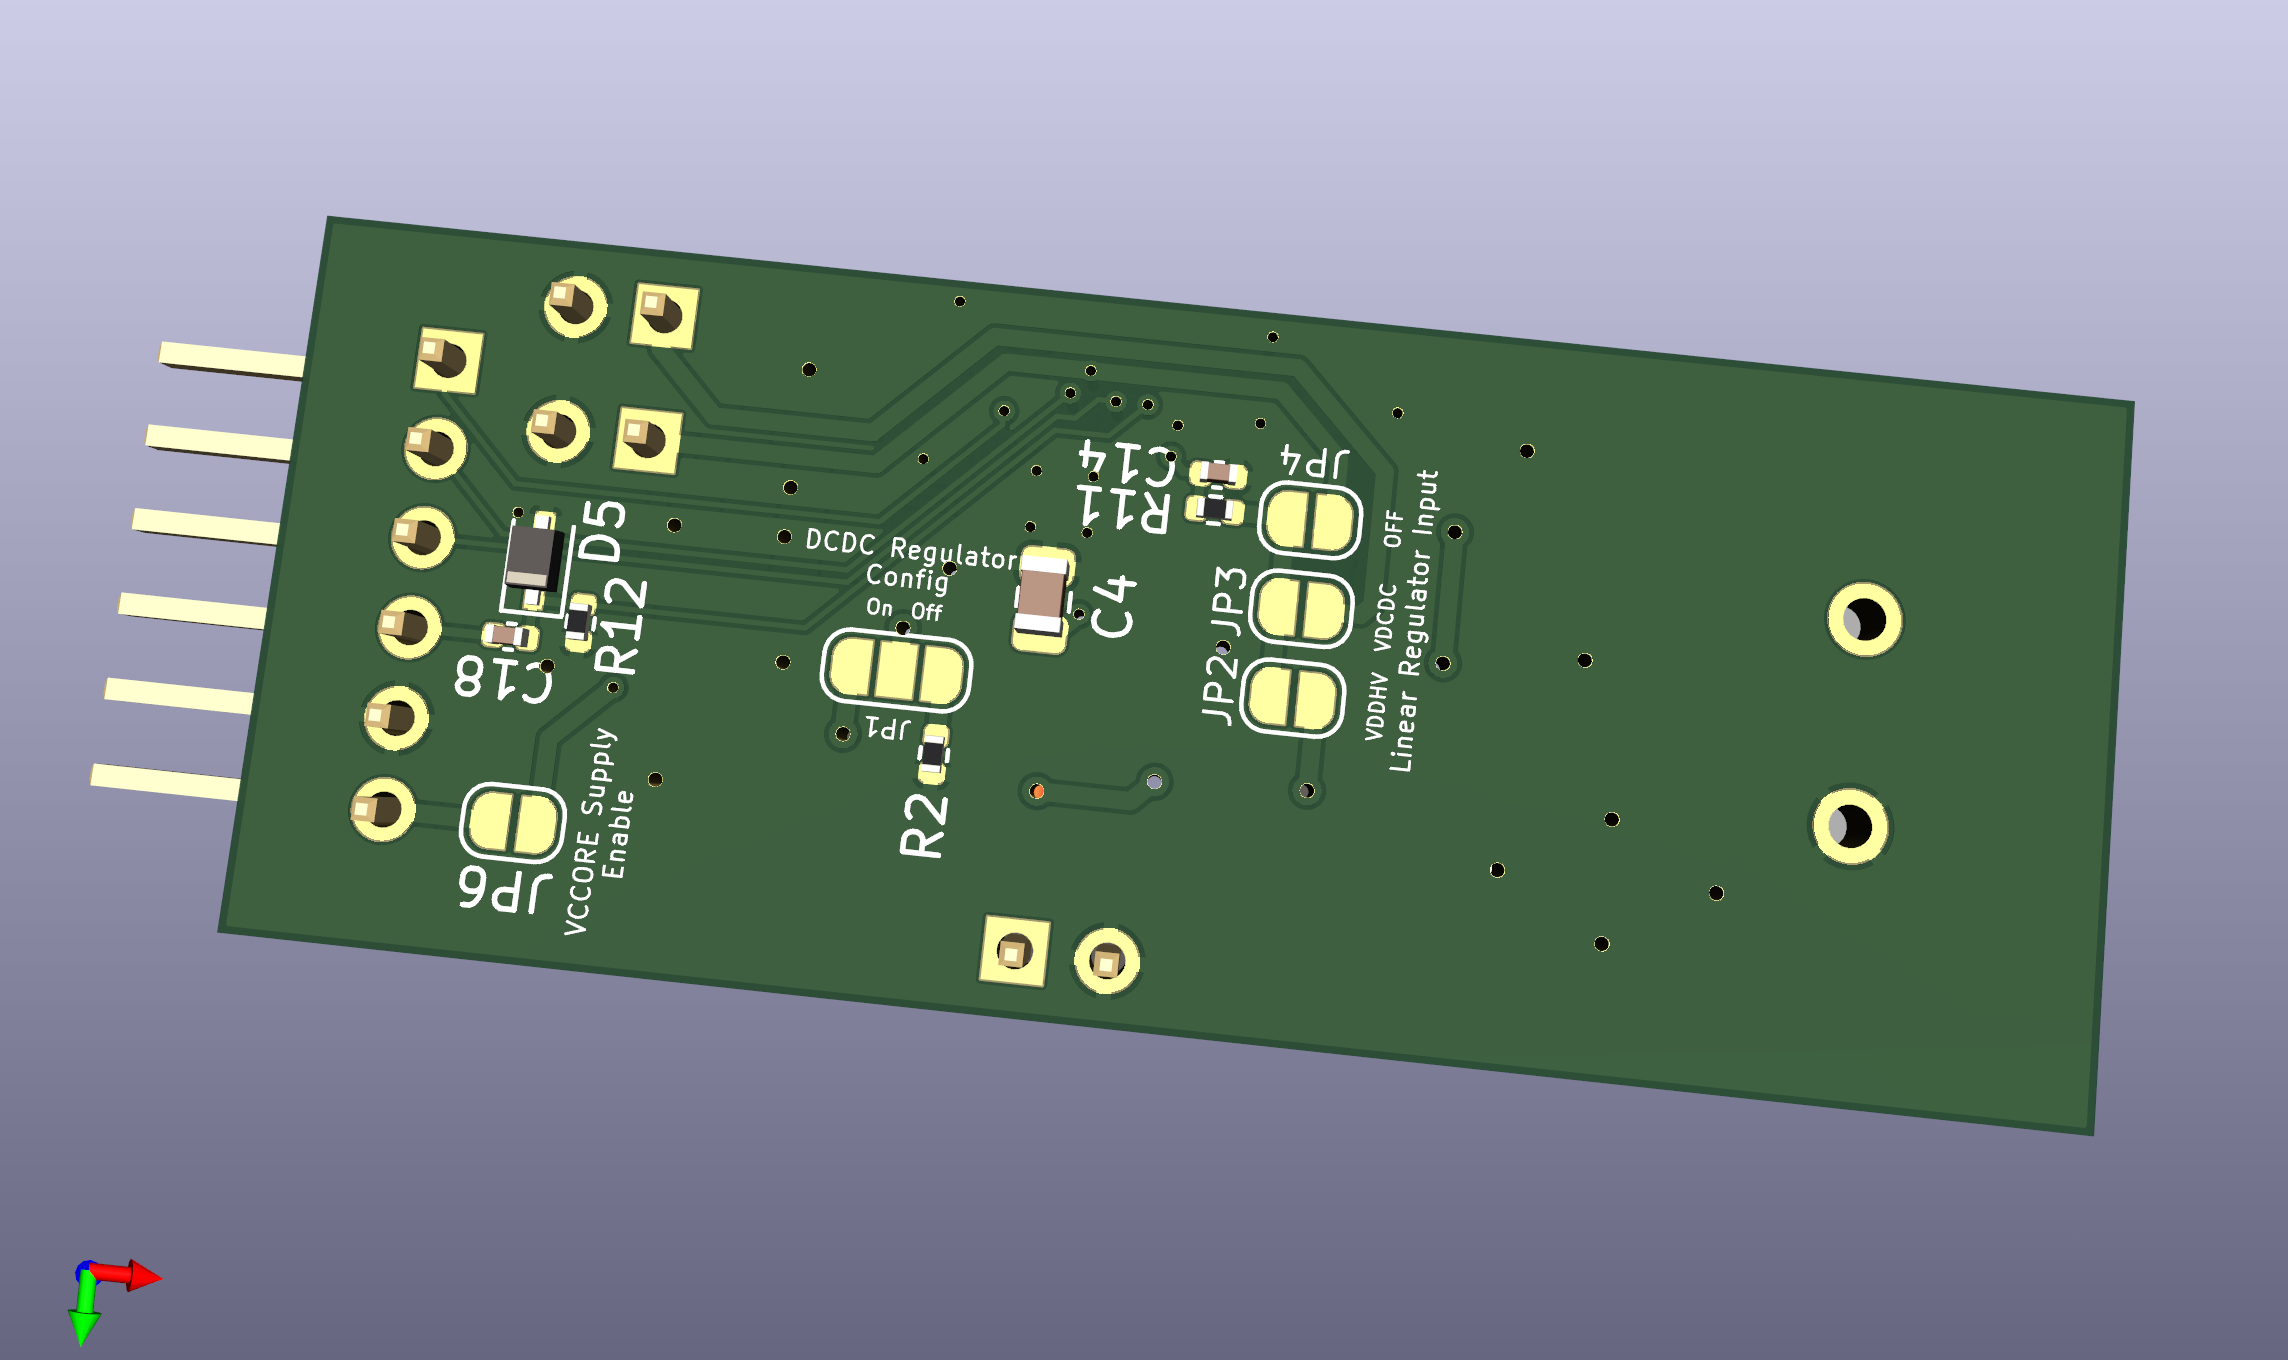 D5
R12
C18
JP6
VCCORE Supply
Enable
DCDC Regulator
Config
On Off
JP1
R2
C4
C14
R11
JP4
JP3
JP2
VDDHV VDCDC OFF
Linear Regulator Input